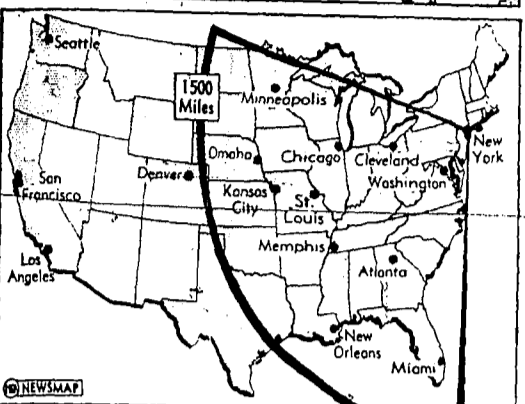 Seattle
1500
Miles
Minneapolis
New
York
Omaha
Chicago
Cleveland
Denver
Washington
San
Francisco
Kansas
City
St.
Louis
Memphis
Los
Angeles
Atlanta
New
Orleans
Miami
NEWSMAP